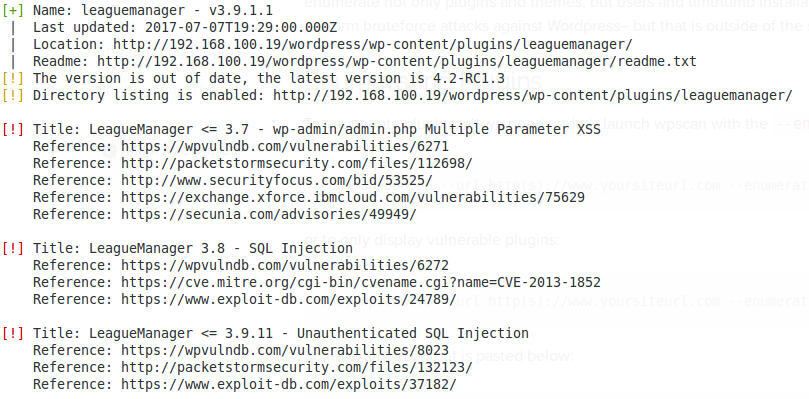 [+] Name: leaguemanager - v3.9.1.1
| Last updated: 2017-07-07T19:29:00.000Z
| Location: http://192.168.100.19/wordpress/wp-content/plugins/leaguemanager/
| Readme: http://192.168.100.19/wordpress/wp-content/plugins/leaguemanager/readme.txt
[!] The version is out of date, the latest version is 4.2-RC1.3
[!] Directory listing is enabled: http://192.168.100.19/wordpress/wp-content/plugins/leaguemanager/
[!] Title: LeagueManager <= 3.7 - wp-admin/admin.php Multiple Parameter XSS
Reference: https://wpvulndb.com/vulnerabilities/6271
Reference: http://packetstormsecurity.com/files/112698/
Reference: http://www.securityfocus.com/bid/53525/
Reference: https://exchange.xforce.ibmcloud.com/vulnerabilities/75629
Reference: https://secunia.com/advisories/49949/
[!] Title: LeagueManager 3.8 - SQL Injection
Reference: https://wpvulndb.com/vulnerabilities/6272
Reference: https://cve.mitre.org/cgi-bin/cvename.cgi?name=CVE-2013-1852
Reference: https://www.exploit-db.com/exploits/24789/
[!] Title: LeagueManager <= 3.9.11 - Unauthenticated SQL Injection
Reference: https://wpvulndb.com/vulnerabilities/8023
Reference: http://packetstormsecurity.com/files/132123/
Reference: https://www.exploit-db.com/exploits/37182/